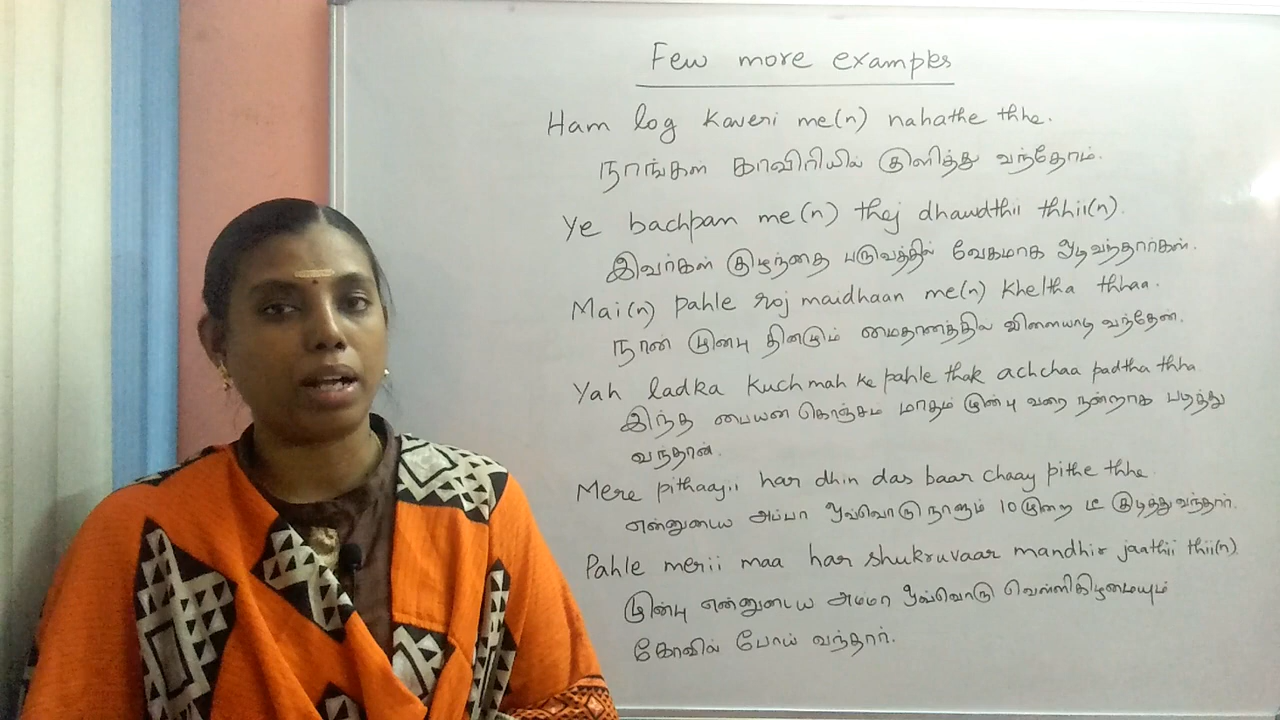 Few more examples
Ham log Kaveri me(n) nahathe thhe.
நாங்கள் காவிரியில் குளித்து வந்தோம்.
Ye bachpan me(n) thej dhawdthii thhii(n).
இவர்கள் குழந்தை பருவத்தில் வேகமாக ஓடி வந்தார்கள்.
Mai(n) pahle roj maidhaan me(n) kheltha thhaa.
நான் முன்பு தினமும் மைதானத்தில் விளையாடி வந்தேன்.
Yah ladka kuch mah ke pahle thak achchaa padtha thha
இந்த பையன் கொஞ்சம் மாதம் முன்பு வரை நன்றாக படித்து
வந்தான்.
Mere pithaajii har dhin das baar chaay pithe thhe.
என்னுடைய அப்பா ஒவ்வொரு நாளும் 10 முறை டீ குடித்து வந்தார்.
Pahle merii maa har shukruvaar mandhir jaathii thii(n).
முன்பு என்னுடைய அம்மா ஒவ்வொரு வெள்ளிகிழமையும்
கோவில் போய் வந்தார்.